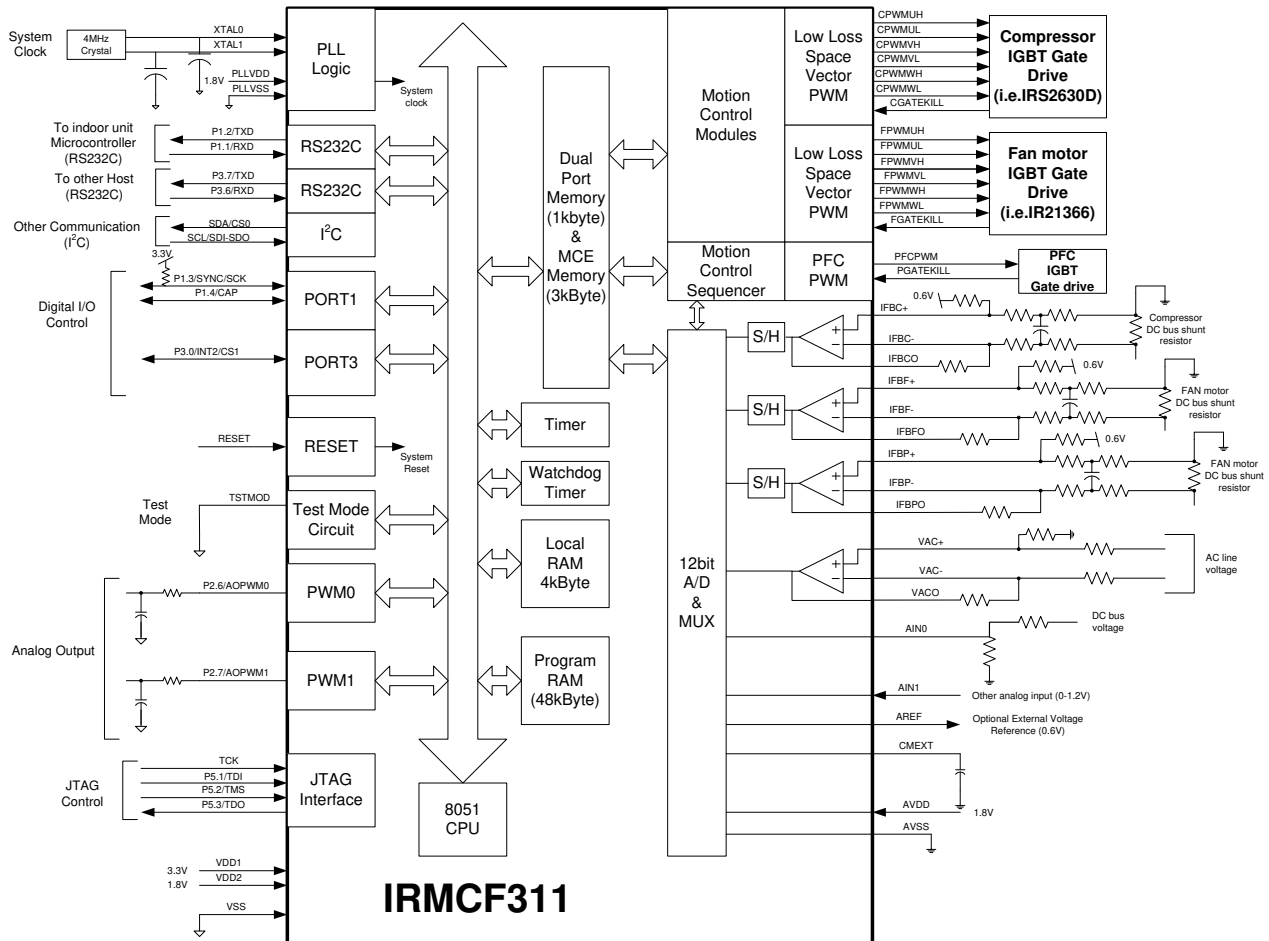 System
Clock
4MHz
Crystal
XTAL0
XTAL1
1.8V
PLLVDD
PLLVSS
PLL
Logic
System
clock
To indoor unit
Microcontroller
(RS232C)
P1.2/TXD
P1.1/RXD
RS232C
To other Host
(RS232C)
P3.7/TXD
P3.6/RXD
RS232C
Other Communication
(I²C)
SDA/CS0
SCL/SDI-SDO
I²C
3.3V
Digital I/O
Control
P1.3/SYNC/SCK
P1.4/CAP
PORT1
P3.0/INT2/CS1
PORT3
RESET
RESET
System
Reset
Test
Mode
TSTMOD
Test Mode
Circuit
Analog Output
P2.6/AOPWM0
PWM0
P2.7/AOPWM1
PWM1
JTAG
Control
TCK
P5.1/TDI
P5.2/TMS
P5.3/TDO
JTAG
Interface
3.3V
VDD1
1.8V
VDD2
VSS
8051
CPU
IRMCF311
Dual
Port
Memory
(1kbyte)
&
MCE
Memory
(3kByte)
Timer
Watchdog
Timer
Local
RAM
4kByte
Program
RAM
(48kByte)
Motion
Control
Modules
Motion
Control
Sequencer
Low Loss
Space
Vector
PWM
Low Loss
Space
Vector
PWM
PFC
PWM
12bit
A/D
&
MUX
S/H
S/H
S/H
CPWMUH
CPWMUL
CPWMVH
CPWMVL
CPWMWH
CPWMWL
CGATEKILL
Compressor
IGBT Gate
Drive
(i.e.IRS2630D)
FPWMUH
FPWMUL
FPWMVH
FPWMVL
FPWMWH
FPWMWL
FGATEKILL
Fan motor
IGBT Gate
Drive
(i.e.IR21366)
PFCPWM
PGATEKILL
PFC
IGBT
Gate drive
0.6V
IFBC+
IFBC-
IFBCO
Compressor
DC bus shunt
resistor
0.6V
IFBF+
IFBF-
IFBFO
FAN motor
DC bus shunt
resistor
0.6V
IFBP+
IFBP-
IFBPO
FAN motor
DC bus shunt
resistor
VAC+
VAC-
VACO
AC line
voltage
AIN0
DC bus
voltage
AIN1
Other analog input (0-1.2V)
AREF
Optional External Voltage
Reference (0.6V)
CMEXT
AVDD
1.8V
AVSS